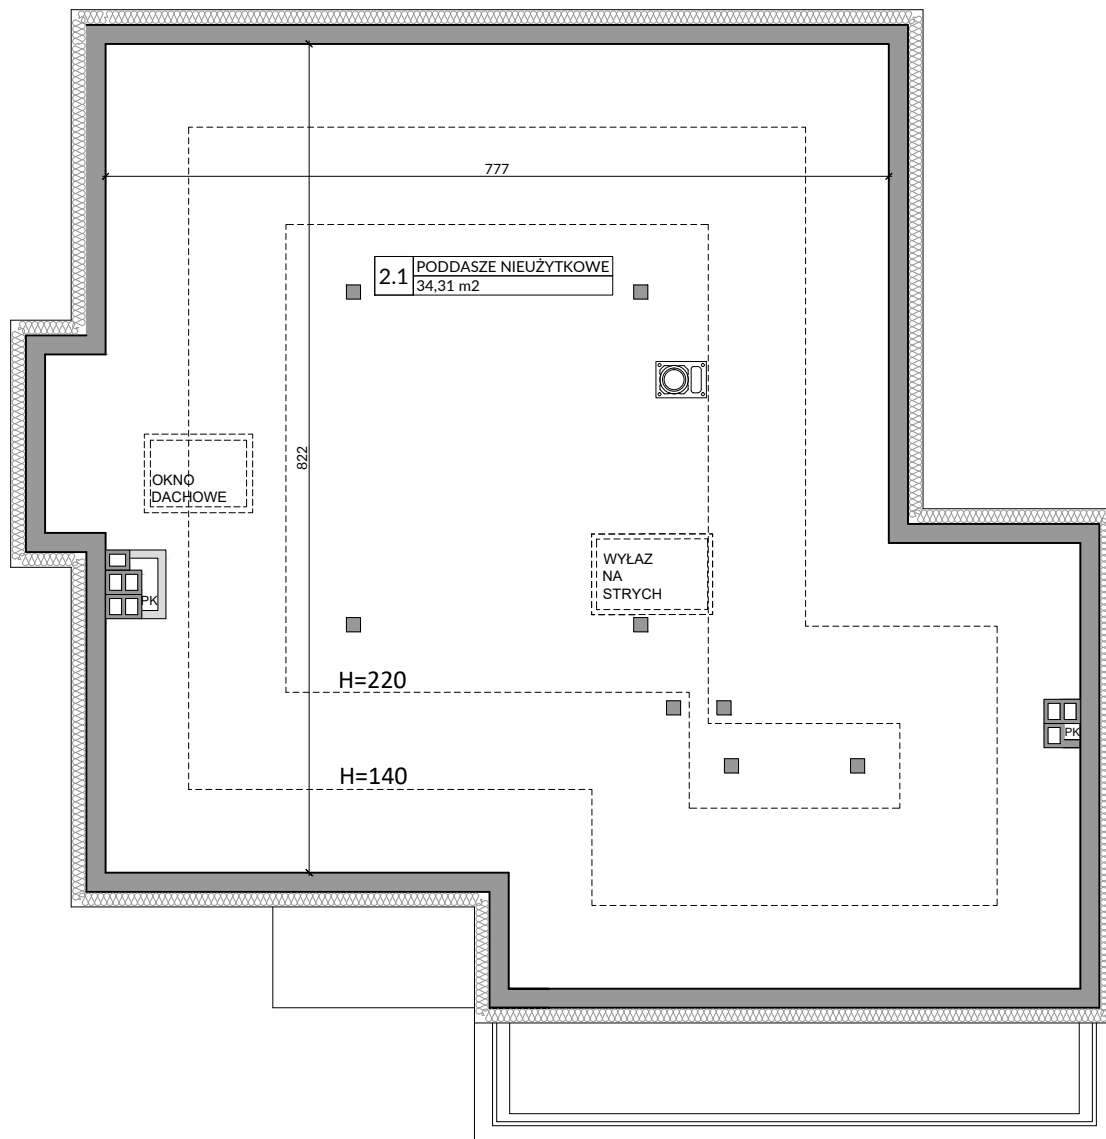 777
2.1
PODDASZE NIEUŻYTKOWE
34,31 m2
822
OKNO
DACHOWE
WYŁAZ
NA
STRYCH
PK
H=220
PK
H=140